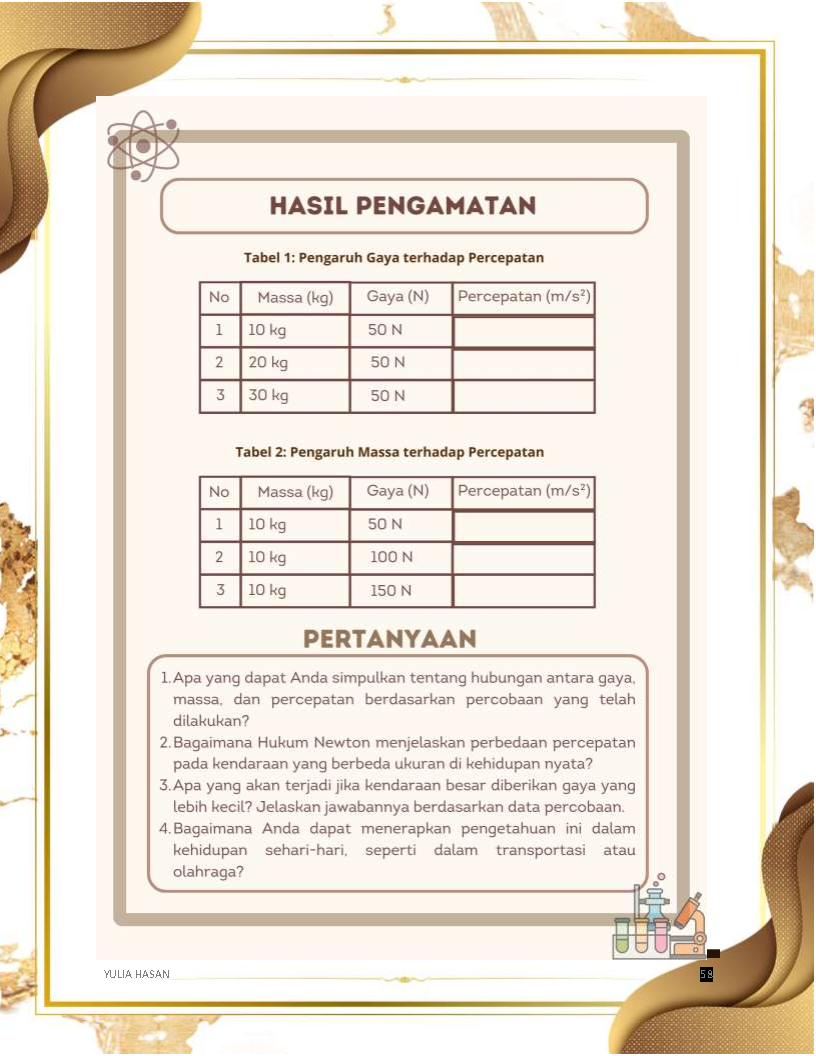 HASIL PENGAMATAN
Tabel 1: Pengaruh Gaya terhadap Percepatan
No Massa (kg) Gaya (N) Percepatan (m/s²)
1 10 kg 50 N
2 20 kg 50 N
3 30 kg 50 N
Tabel 2: Pengaruh Massa terhadap Percepatan
No Massa (kg) Gaya (N) Percepatan (m/s²)
1 10 kg 50 N
2 10 kg 100 N
3 10 kg 150 N
PERTANYAAN
1. Apa yang dapat Anda simpulkan tentang hubungan antara gaya,
massa, dan percepatan berdasarkan percobaan yang telah
dilakukan?
2. Bagaimana Hukum Newton menjelaskan perbedaan percepatan
pada kendaraan yang berbeda ukuran di kehidupan nyata?
3. Apa yang akan terjadi jika kendaraan besar diberikan gaya yang
lebih kecil? Jelaskan jawabannya berdasarkan data percobaan.
4. Bagaimana Anda dapat menerapkan pengetahuan ini dalam
kehidupan sehari-hari, seperti dalam transportasi atau
olahraga?
YULIA HASAN 58